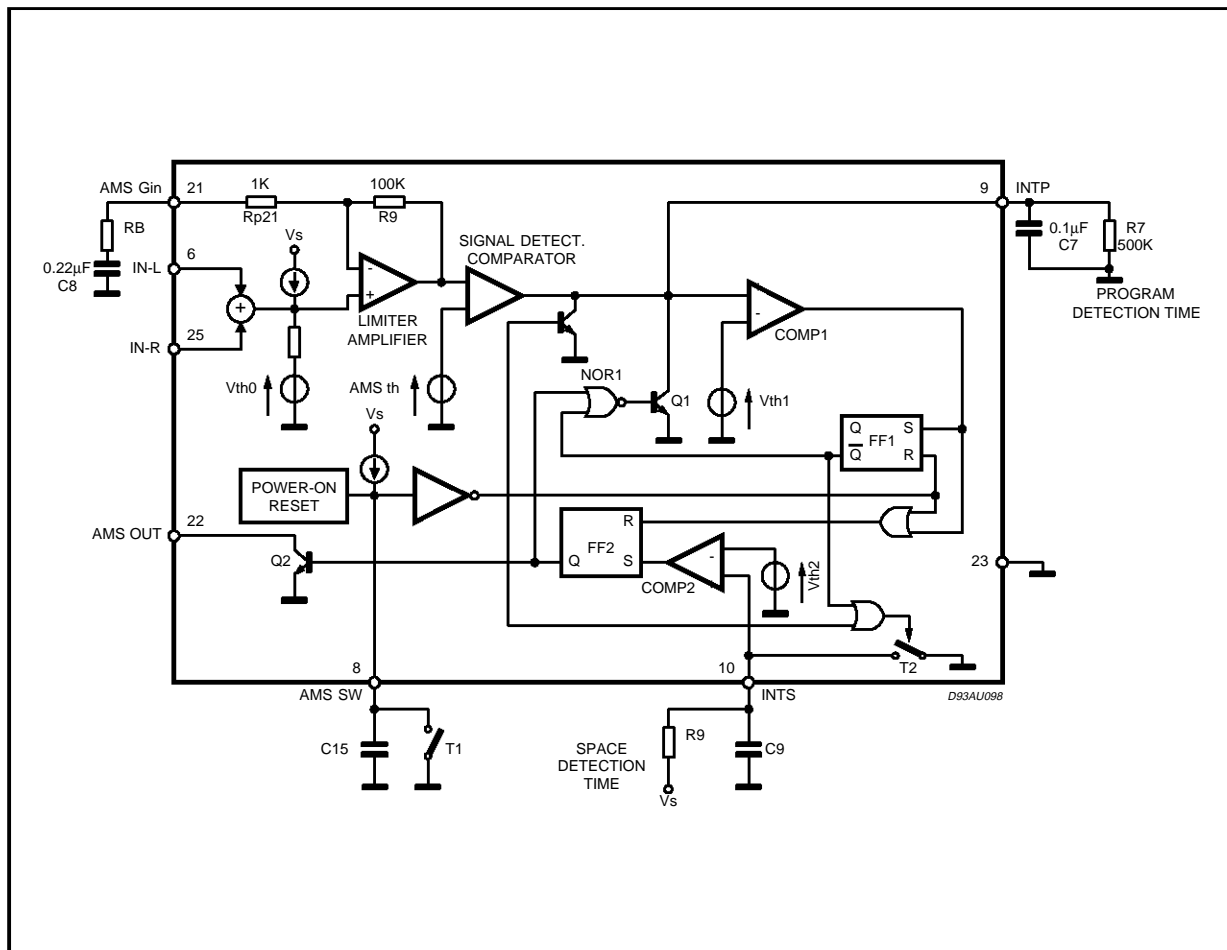 AMS Gin
21
1K
Rp21
100K
R9
9
INTP
RB
0.22μF
C8
6
IN-L
Vs
-
+
+
LIMITER
AMPLIFIER
SIGNAL DETECT.
COMPARATOR
0.1μF
C7
R7
500K
PROGRAM
DETECTION TIME
25
IN-R
-
COMP1
Vth0
AMS th
NOR1
Q1
Vth1
Vs
Q
S
FF1
Q
R
POWER-ON
RESET
AMS OUT
22
Q2
R
FF2
Q
S
-
COMP2
Vth2
23
T2
8
AMS SW
10
INTS
D93AU098
C15
T1
SPACE
DETECTION
TIME
R9
C9
Vs